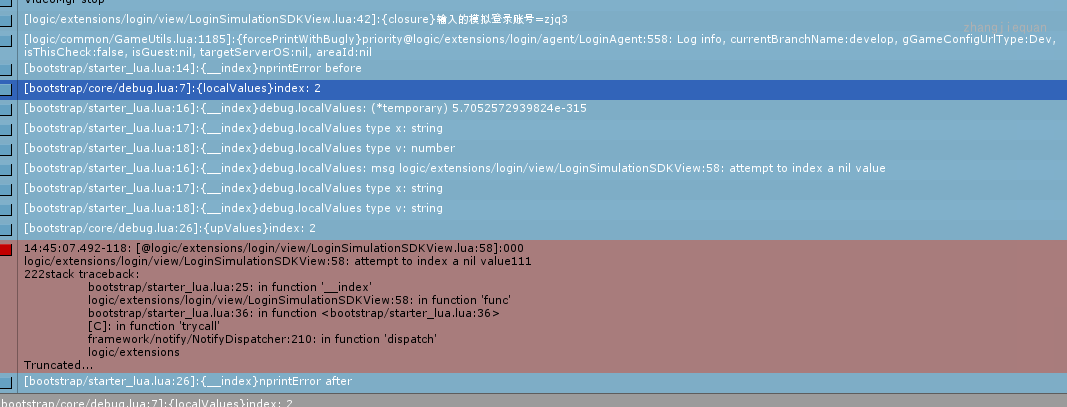 VideoMgr stop
[logic/extensions/login/view/LoginSimulationSDKView.lua:42]:{closure}输入的模拟登录账号=zjq3
[logic/common/GameUtils.lua:1185]:{forcePrintWithBugly}priority@logic/extensions/login/agent/LoginAgent:558: Log info, currentBranchName:develop, gGameConfigUrlType:Dev,
isThisCheck:false, isGuest:nil, targetServerOS:nil, areaId:nil
[bootstrap/starter_lua.lua:14]:{__index}nprintError before
[bootstrap/core/debug.lua:7]:{localValues}index: 2
[bootstrap/starter_lua.lua:16]:{__index}debug.localValues: (*temporary) 5.7052572939824e-315
[bootstrap/starter_lua.lua:17]:{__index}debug.localValues type x: string
[bootstrap/starter_lua.lua:18]:{__index}debug.localValues type v: number
[bootstrap/starter_lua.lua:16]:{__index}debug.localValues: msg logic/extensions/login/view/LoginSimulationSDKView:58: attempt to index a nil value
[bootstrap/starter_lua.lua:17]:{__index}debug.localValues type x: string
[bootstrap/starter_lua.lua:18]:{__index}debug.localValues type v: string
[bootstrap/core/debug.lua:26]:{upValues}index: 2
14:45:07.492-118: [@logic/extensions/login/view/LoginSimulationSDKView.lua:58]:000
logic/extensions/login/view/LoginSimulationSDKView:58: attempt to index a nil value111
222stack traceback:
bootstrap/starter_lua.lua:25: in function '__index'
logic/extensions/login/view/LoginSimulationSDKView:58: in function 'func'
bootstrap/starter_lua.lua:36: in function <bootstrap/starter_lua.lua:36>
[C]: in function 'trycall'
framework/notify/NotifyDispatcher:210: in function 'dispatch'
logic/extensions
Truncated...
[bootstrap/starter_lua.lua:26]:{__index}nprintError after
bootstrap/core/debug.lua:7]:{localValues}index: 2